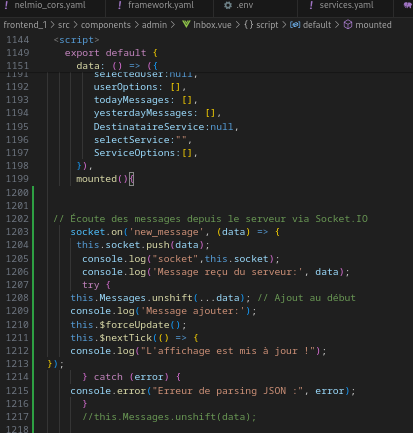 ! nelmio_cors.yaml ! framework.yaml .env ! services.yaml
frontend_1 > src > components > admin > Inbox.vue > {} script > default > mounted
1144 <script>
1149 export default {
1151 data: () => ({
1191 selectedUser:null,
1192 userOptions: [],
1193 todayMessages: [],
1194 yesterdayMessages: [],
1195 DestinataireService:null,
1196 selectService:"",
1197 ServiceOptions:[],
1198 }),
1199 mounted(){
1200
1201
1202 // Écoute des messages depuis le serveur via Socket.IO
1203 socket.on('new_message', (data) => {
1204 this.socket.push(data);
1205 console.log("socket",this.socket);
1206 console.log('Message reçu du serveur:', data);
1207 try {
1208 this.Messages.unshift(...data); // Ajout au début
1209 console.log('Message ajouter:');
1210 this.$forceUpdate();
1211 this.$nextTick(() => {
1212 console.log("L'affichage est mis à jour !");
1213 });
1214 } catch (error) {
1215 console.error("Erreur de parsing JSON :", error);
1216 }
1217 //this.Messages.unshift(data);
1218